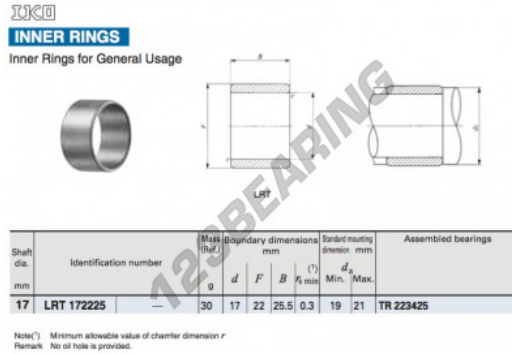 IKO
INNER RINGS
Inner Rings for General Usage
B
r
r
F
d
dₐ
LRT
123BEARING
Shaft dia. mm
Identification number
Mass (Ref.) g
Boundary dimensions mm
d F B rₛ min (¹)
Standard mounting dimension mm
dₐ
Min. Max.
Assembled bearings
17 LRT 172225 — 30 17 22 25.5 0.3 19 21 TR 223425
Note(¹) Minimum allowable value of chamfer dimension r
Remark No oil hole is provided.